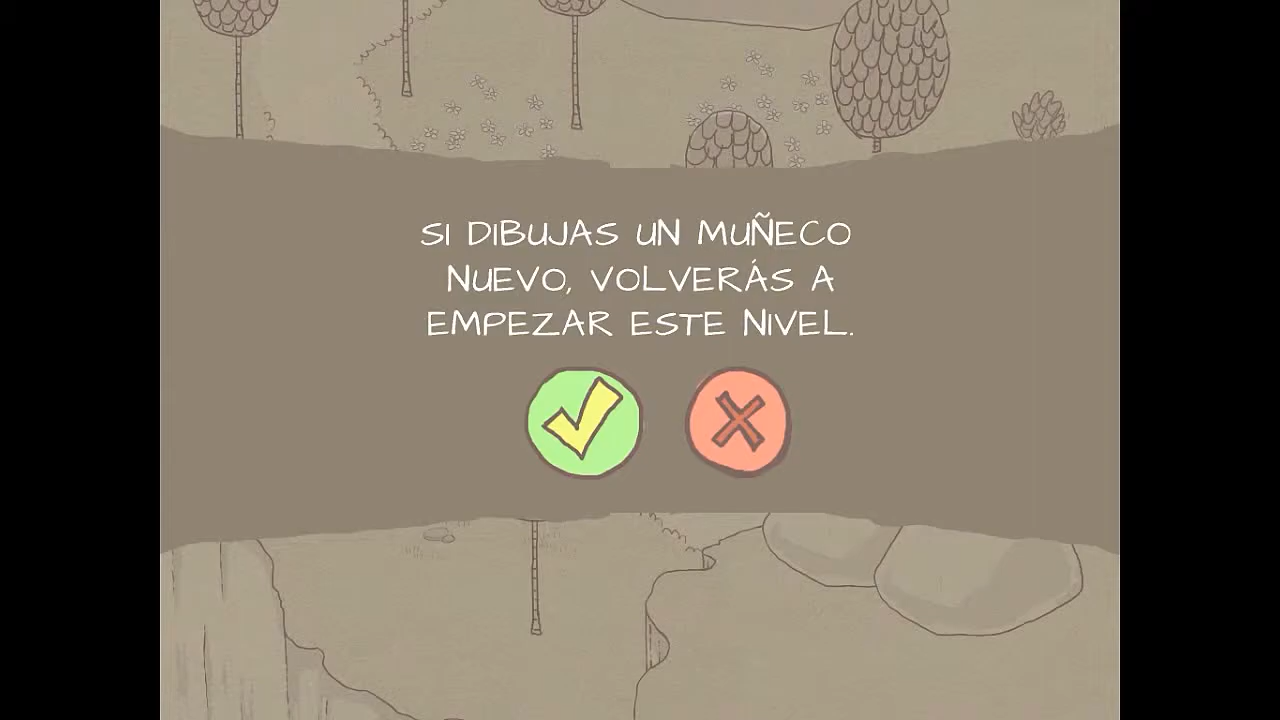 SI DIBUJAS UN MUÑECO
NUEVO, VOLVERÁS A
EMPEZAR ESTE NIVEL.